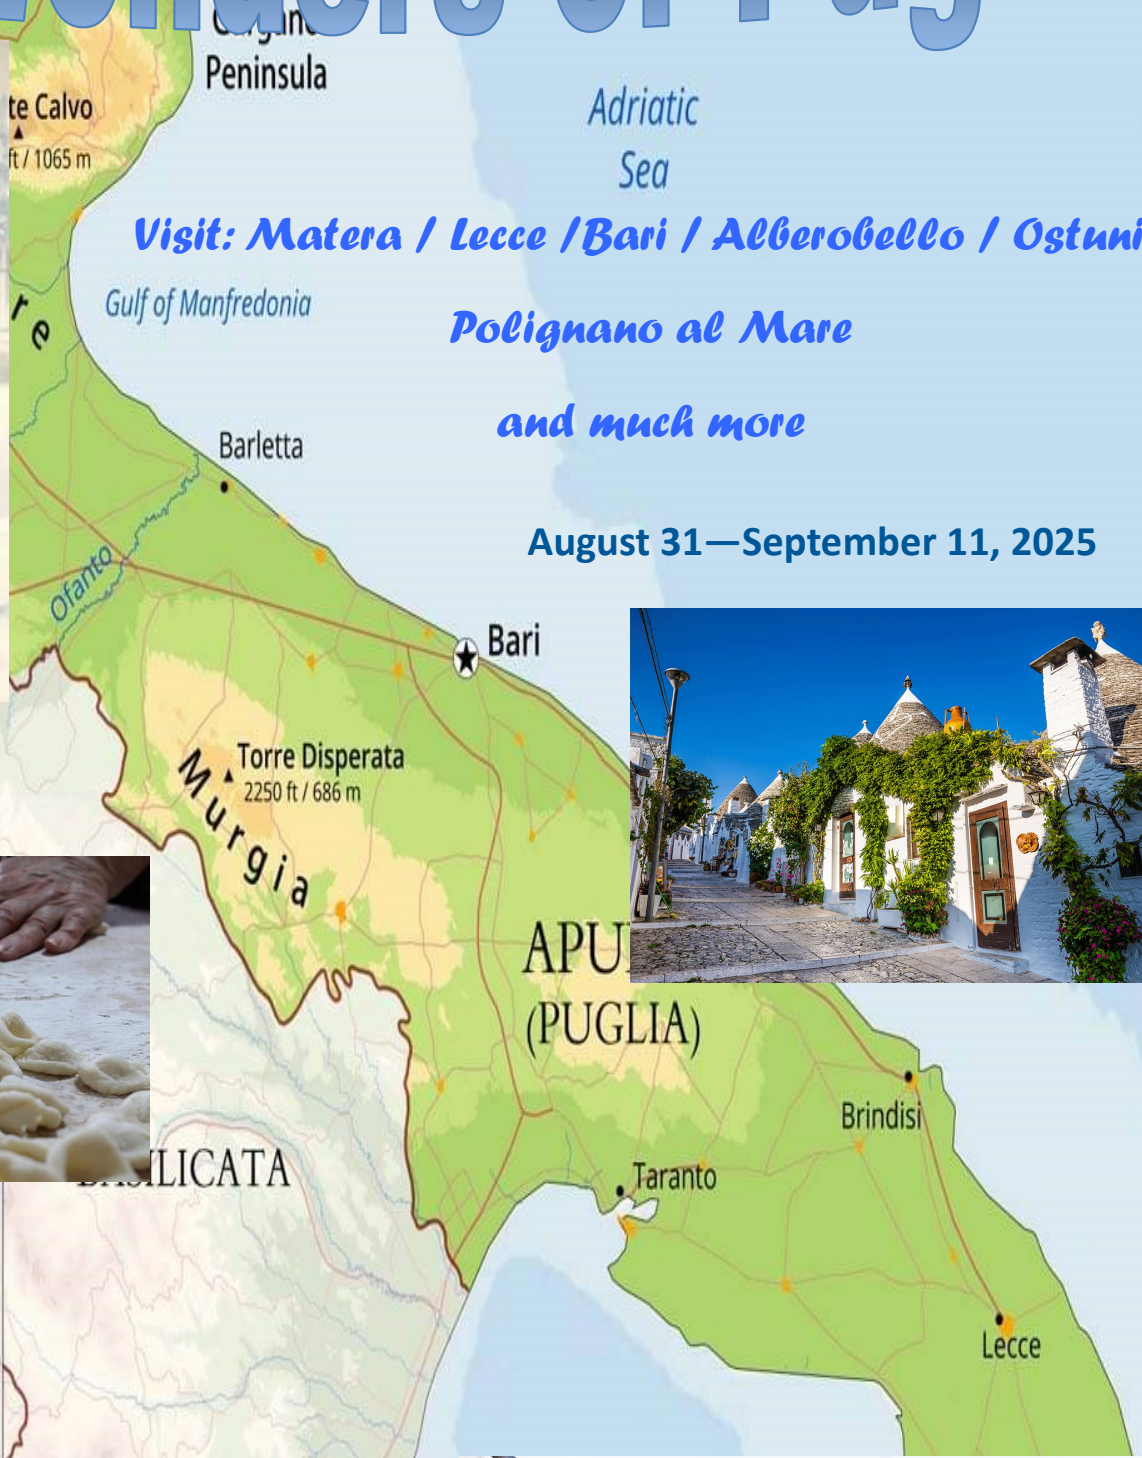 Peninsula
te Calvo
ft / 1065 m
Adriatic
Sea
Visit: Matera / Lecce /Bari / Alberobello / Ostuni
Gulf of Manfredonia
re
Polignano al Mare
and much more
Barletta
August 31—September 11, 2025
Ofanto
Bari
Torre Disperata
2250 ft / 686 m
Murgia
APU
(PUGLIA)
Brindisi
ILICATA
Taranto
Lecce